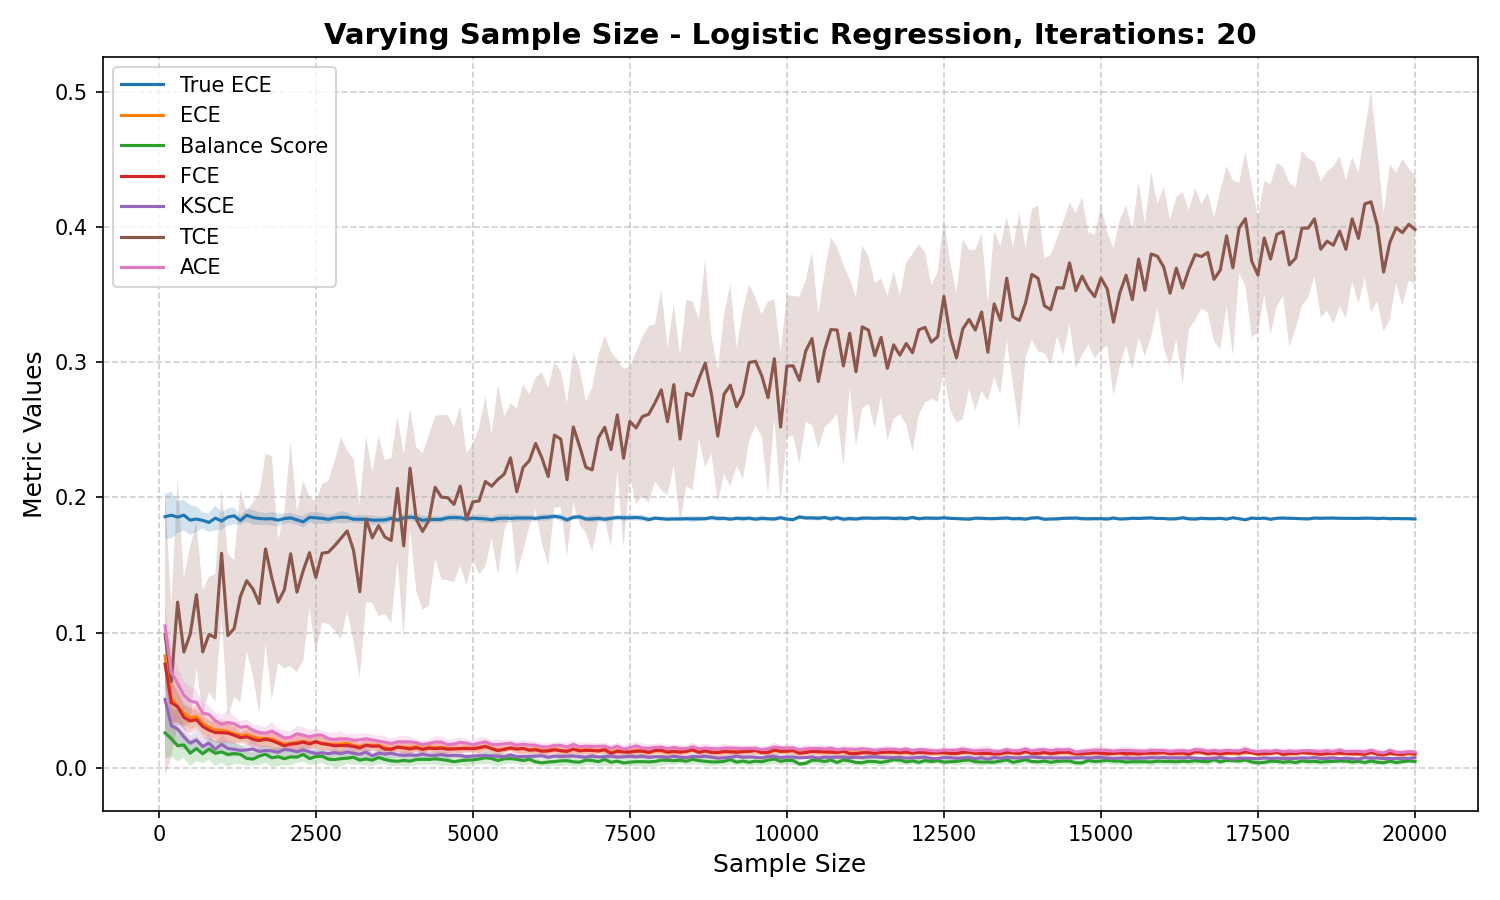 Varying Sample Size - Logistic Regression, Iterations: 20
True ECE
ECE
Balance Score
FCE
KSCE
TCE
ACE
Metric Values
0.5
0.4
0.3
0.2
0.1
0.0
0 2500 5000 7500 10000 12500 15000 17500 20000
Sample Size